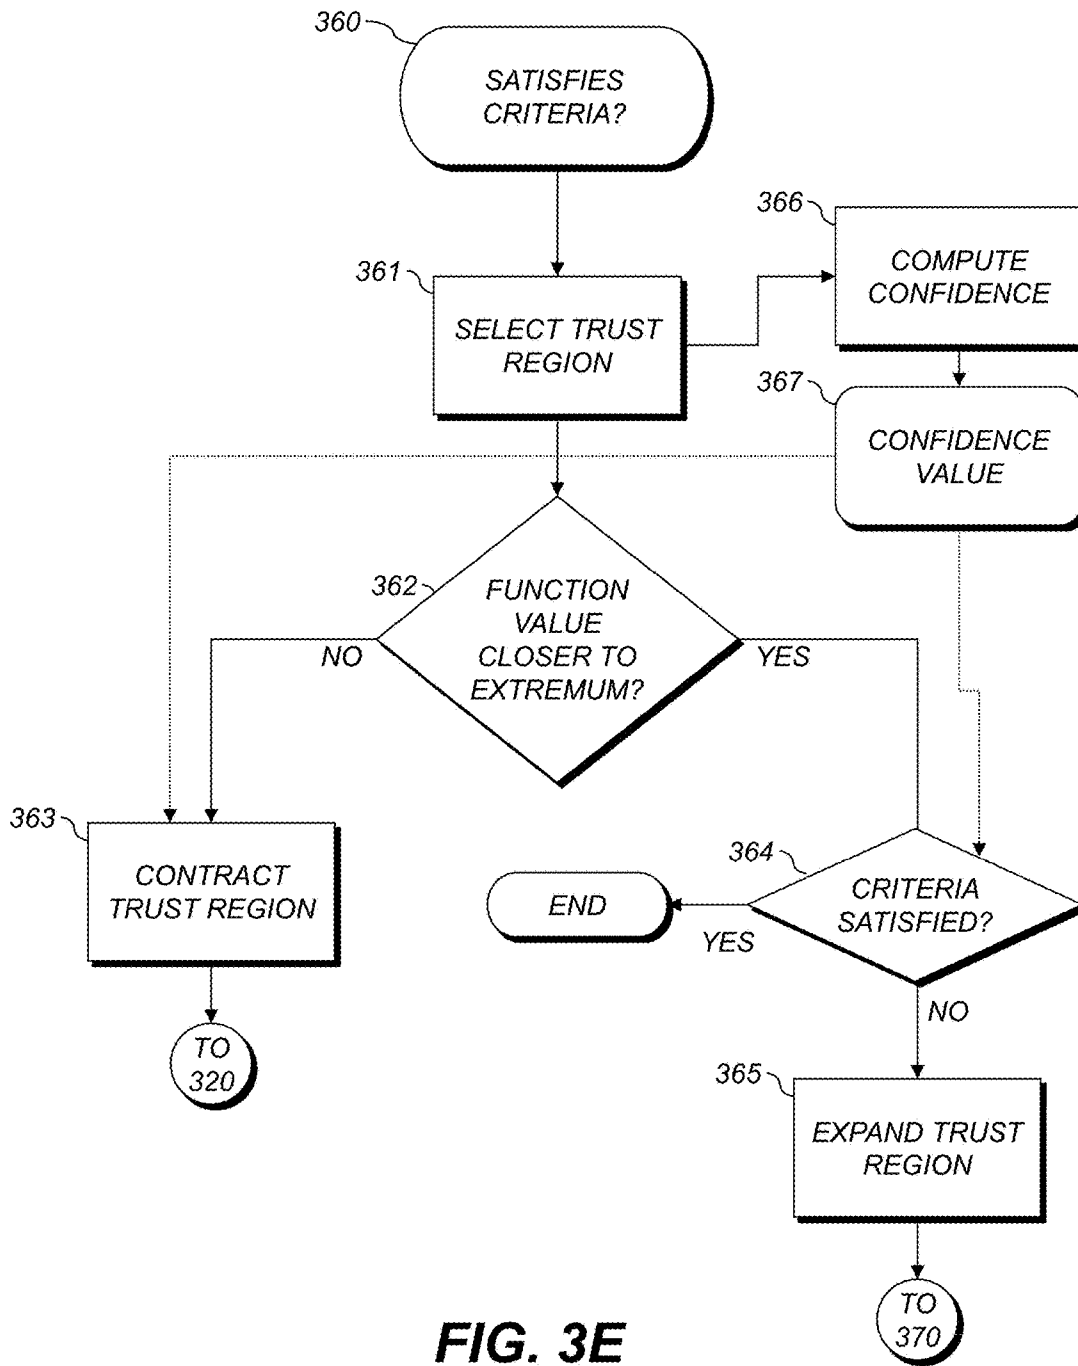 360
SATISFIES
CRITERIA?
366
COMPUTE
CONFIDENCE
361
SELECT TRUST
REGION
367
CONFIDENCE
VALUE
362
FUNCTION
VALUE
CLOSER TO
EXTREMUM?
NO
YES
363
CONTRACT
TRUST REGION
364
CRITERIA
SATISFIED?
END
YES
NO
TO
320
365
EXPAND TRUST
REGION
TO
370
FIG. 3E